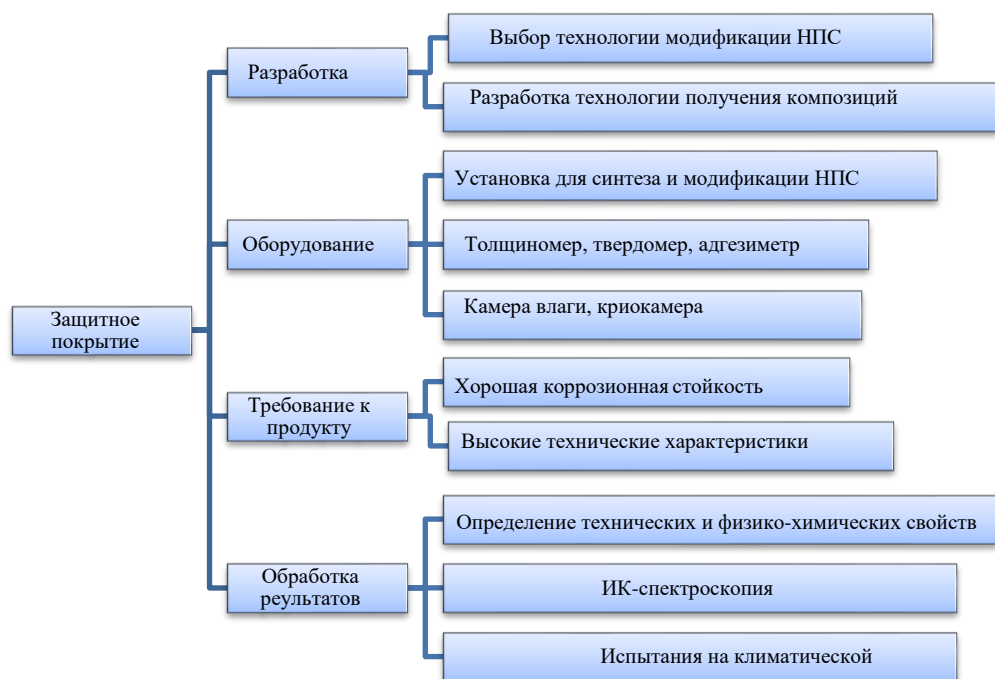 Защитное
покрытие
Разработка
Выбор технологии модификации НПС
Разработка технологии получения композиций
Оборудование
Установка для синтеза и модификации НПС
Толщиномер, твердомер, адгезиметр
Камера влаги, криокамера
Требование к
продукту
Хорошая коррозионная стойкость
Высокие технические характеристики
Обработка
реультатов
Определение технических и физико-химических свойств
ИК-спектроскопия
Испытания на климатической